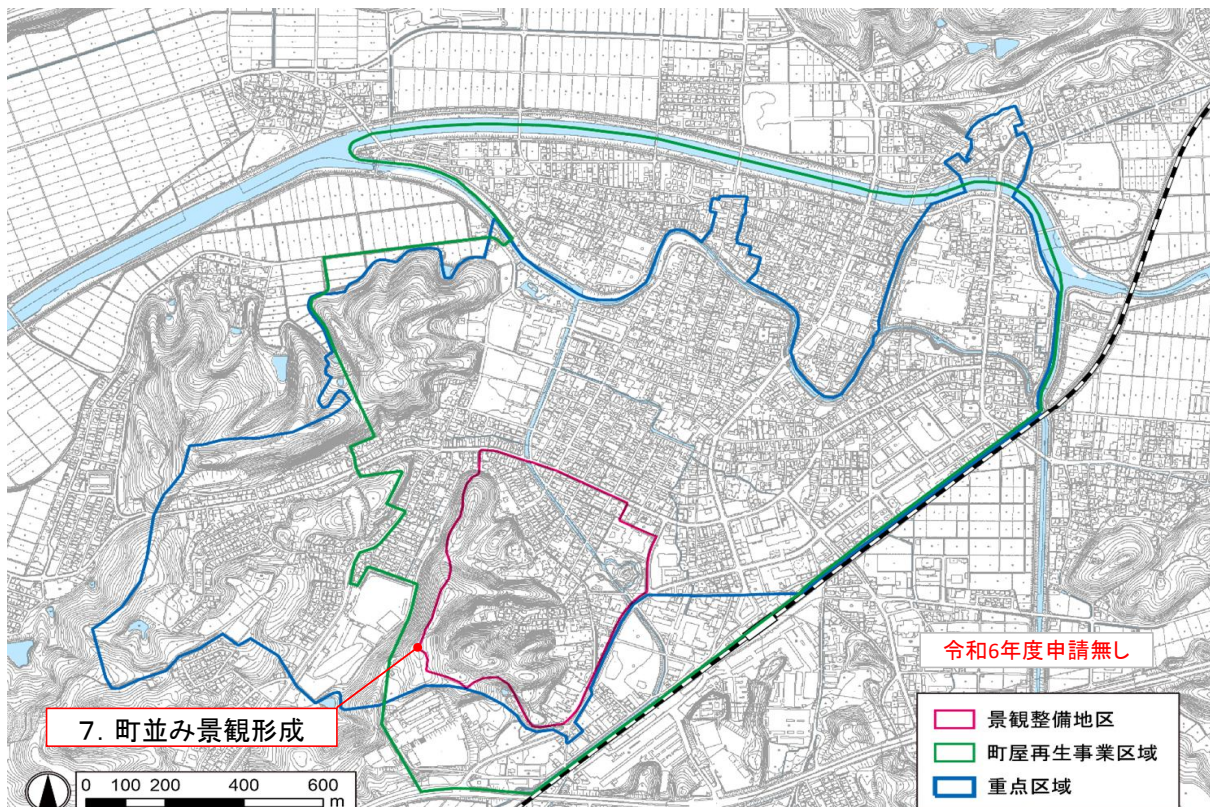 令和6年度申請無し
7. 町並み景観形成
景観整備地区
町屋再生事業区域
重点区域
0 100 200 400 600
m